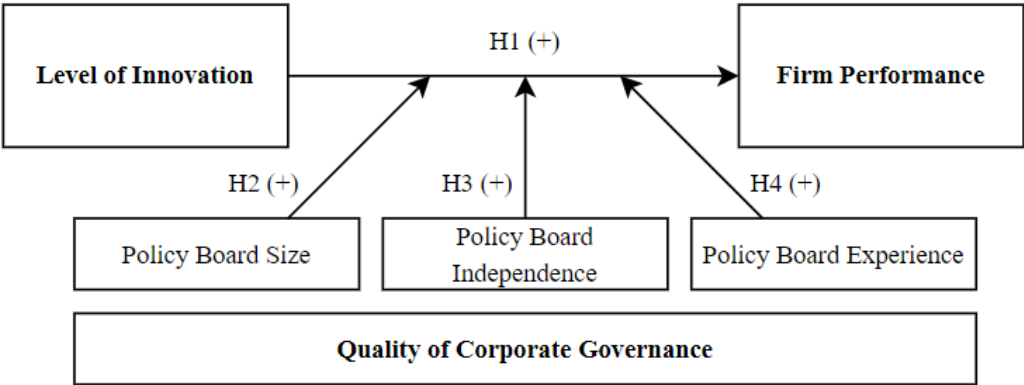 H1 (+)
Level of Innovation
Firm Performance
H2 (+)
H3 (+)
H4 (+)
Policy Board Size
Policy Board
Independence
Policy Board Experience
Quality of Corporate Governance